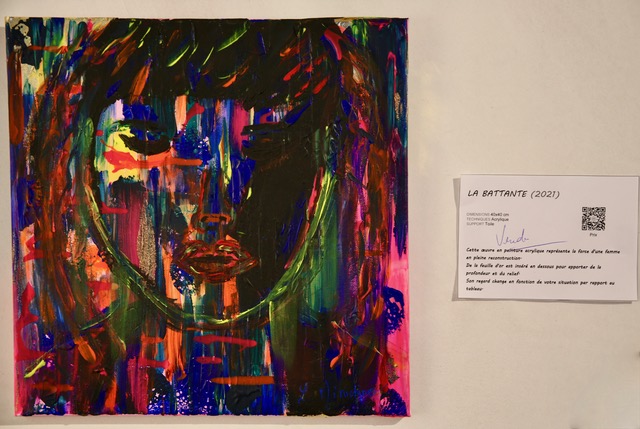 LA BATTANTE (2021)
DIMENSIONS 40x40 cm
TECHNIQUES Acrylique
SUPPORT Toile
Vendu
Prix
Cette œuvre en peinture acrylique représente la force d'une femme
en pleine reconstruction.
De la feuille d'or est inséré en dessous pour apporter de la
profondeur et du relief.
Son regard change en fonction de votre situation par rapport au
tableau.